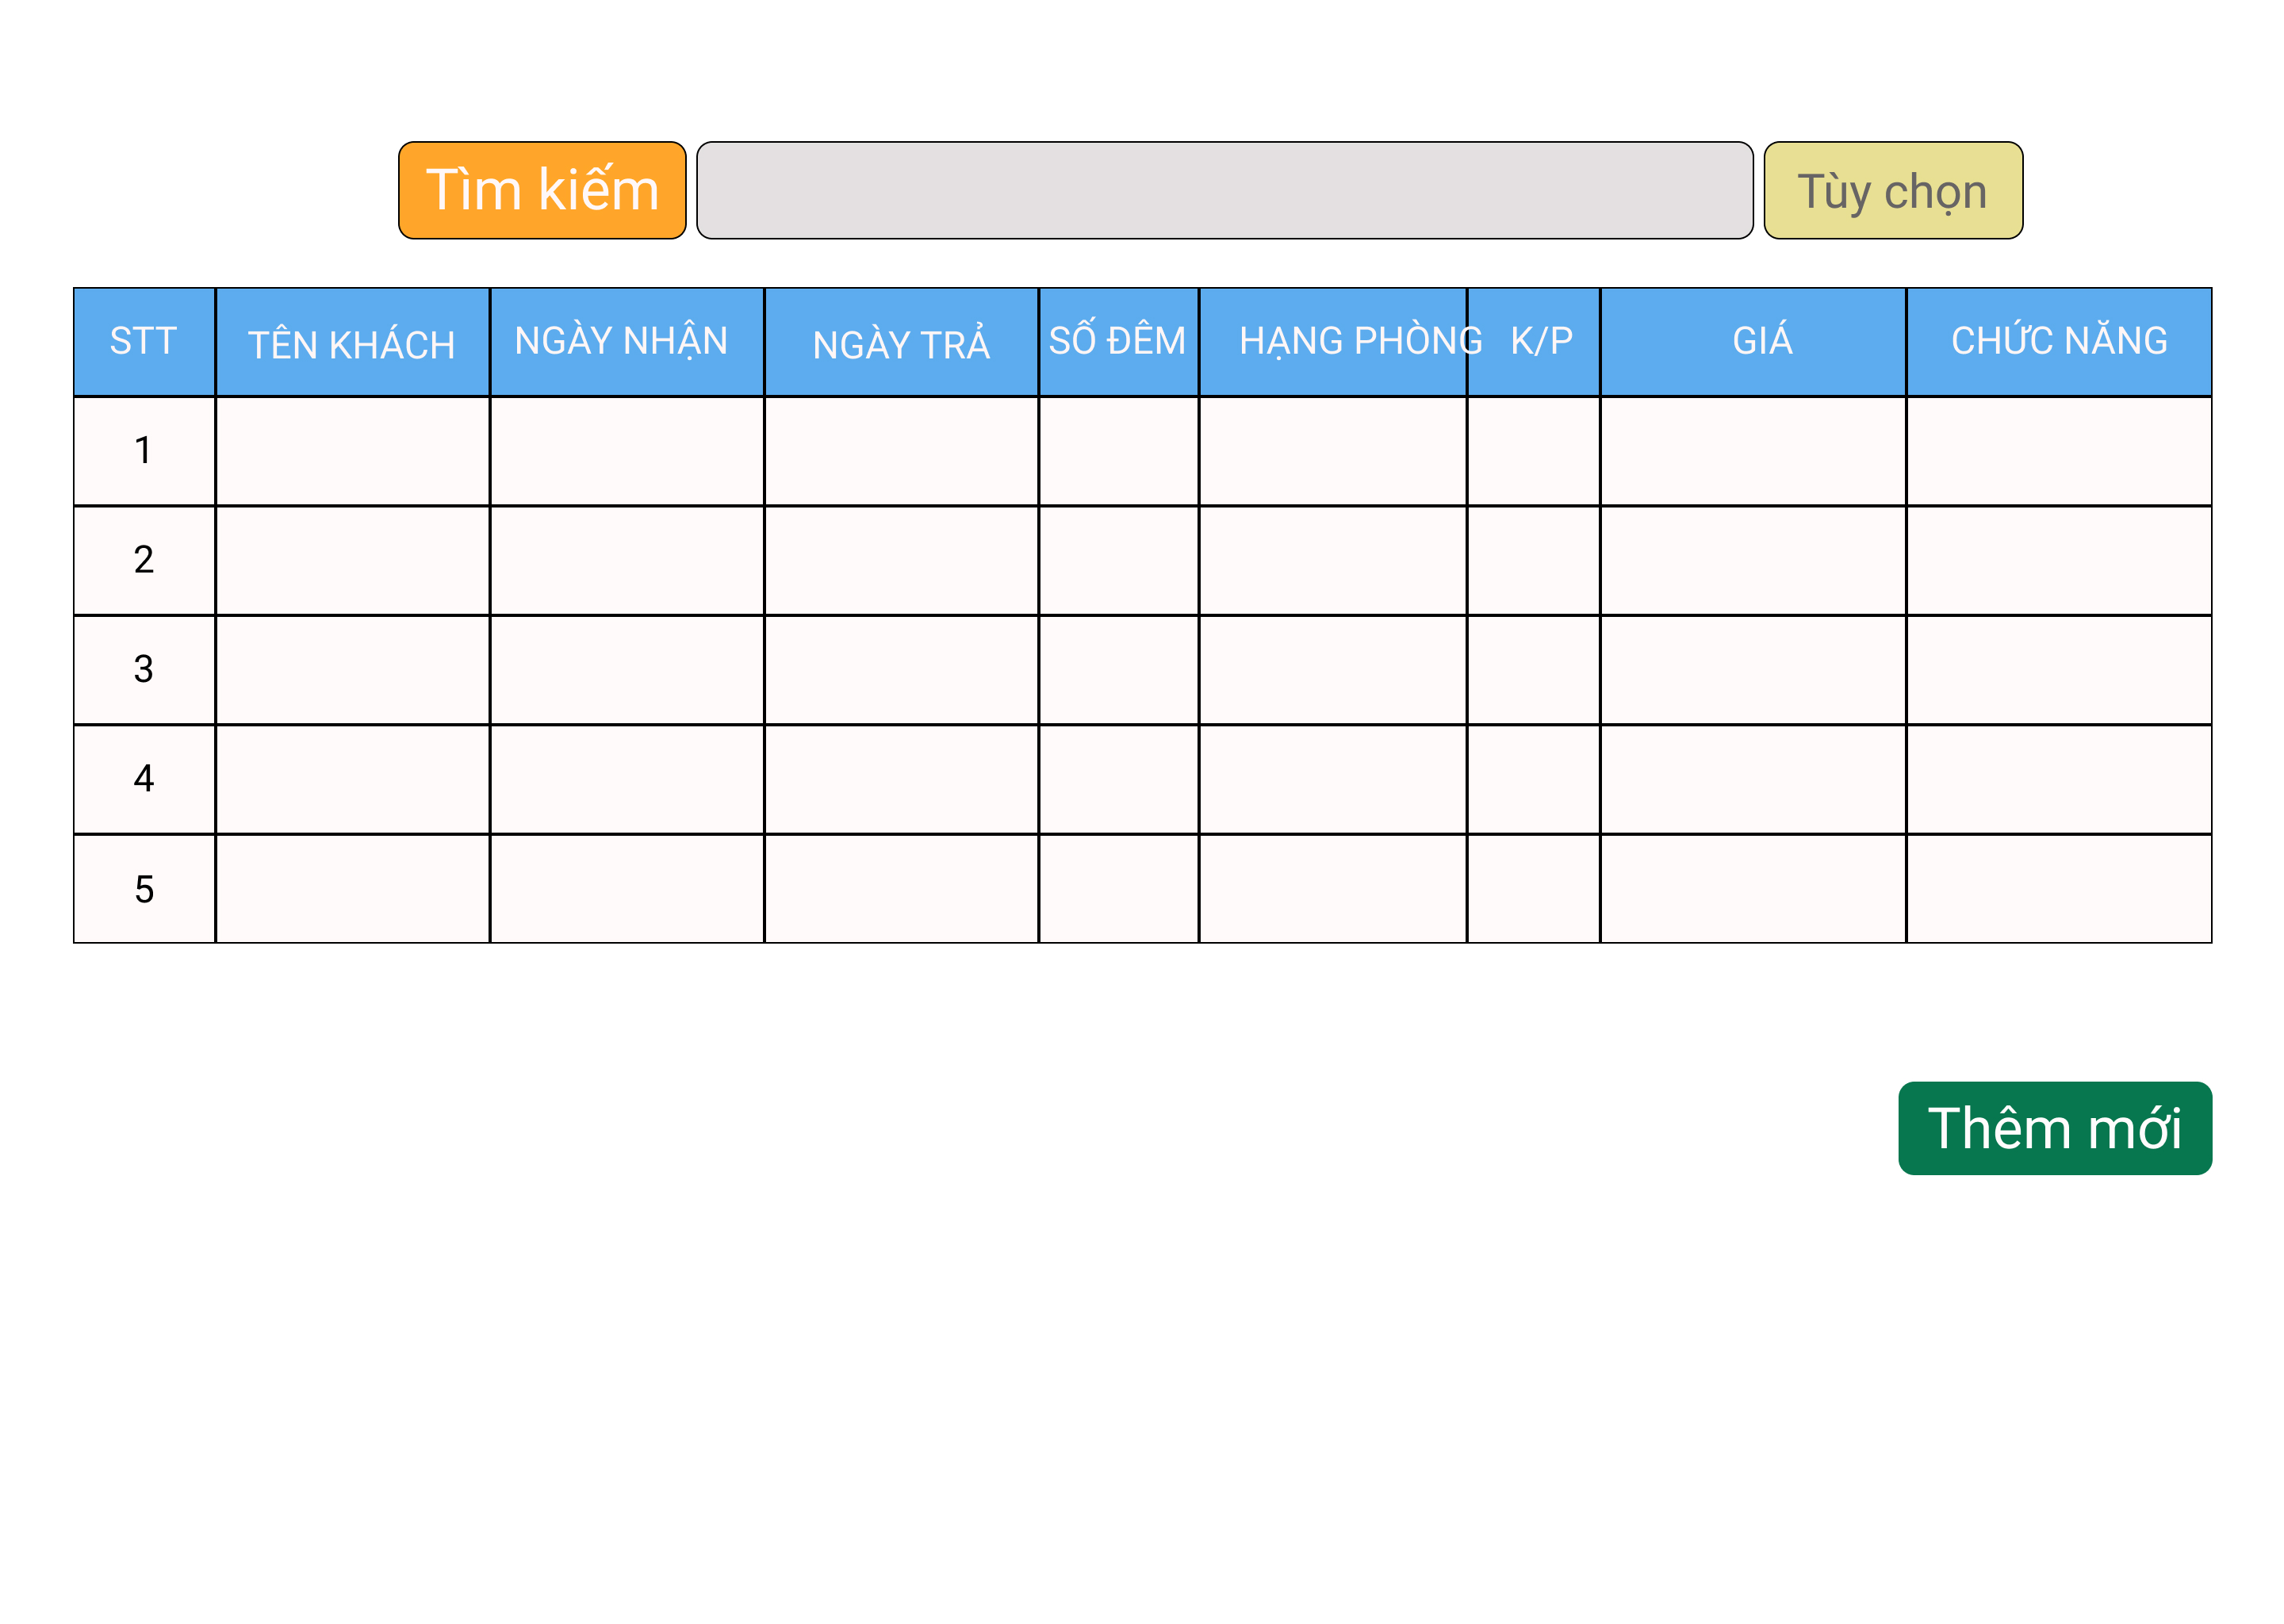 Tìm kiếm Tùy chọn
STT TÊN KHÁCH NGÀY NHẬN NGÀY TRẢ SỐ ĐÊM HẠNG PHÒNG K/P GIÁ CHỨC NĂNG
1
2
3
4
5
Thêm mới